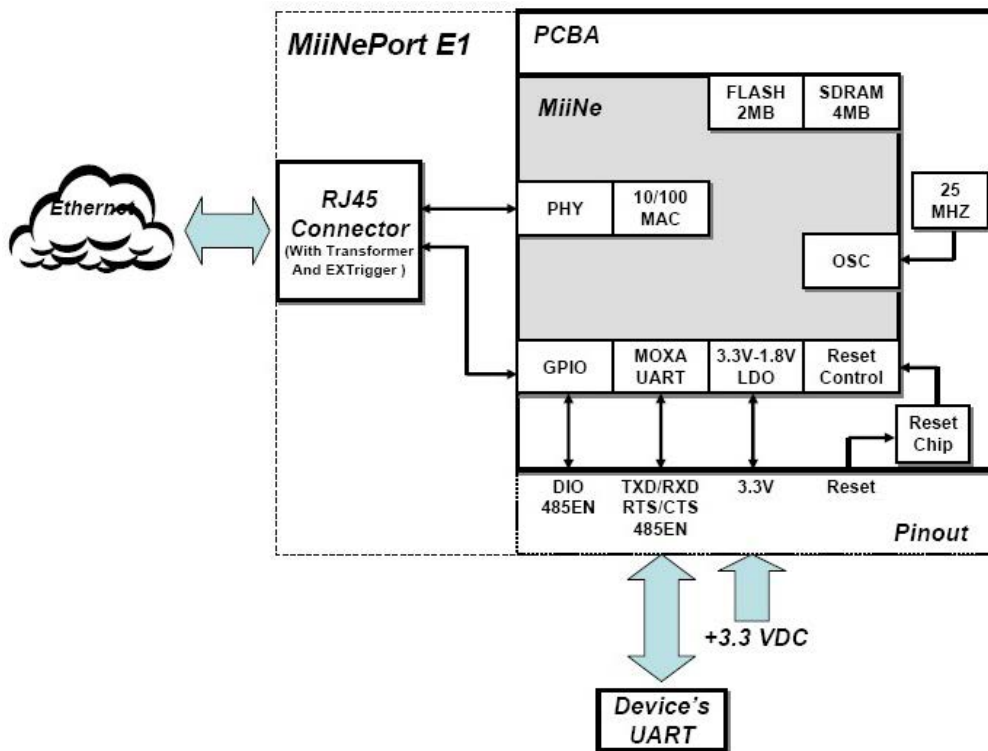 MiiNePort E1
PCBA
MiiNe
FLASH
2MB
SDRAM
4MB
Ethernet
RJ45
Connector
(With Transformer
And EXTrigger )
PHY
10/100
MAC
25
MHZ
OSC
GPIO
MOXA
UART
3.3V-1.8V
LDO
Reset
Control
Reset
Chip
DIO
485EN
TXD/RXD
RTS/CTS
485EN
3.3V
Reset
Pinout
+3.3 VDC
Device's
UART